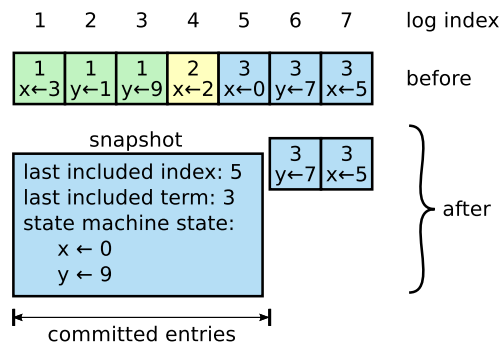 1 2 3 4 5 6 7 log index
1 1 1 2 3 3 3
x←3 y←1 y←9 x←2 x←0 y←7 x←5
before
snapshot
3 3
y←7 x←5
last included index: 5
last included term: 3
state machine state:
x ← 0
y ← 9
after
committed entries